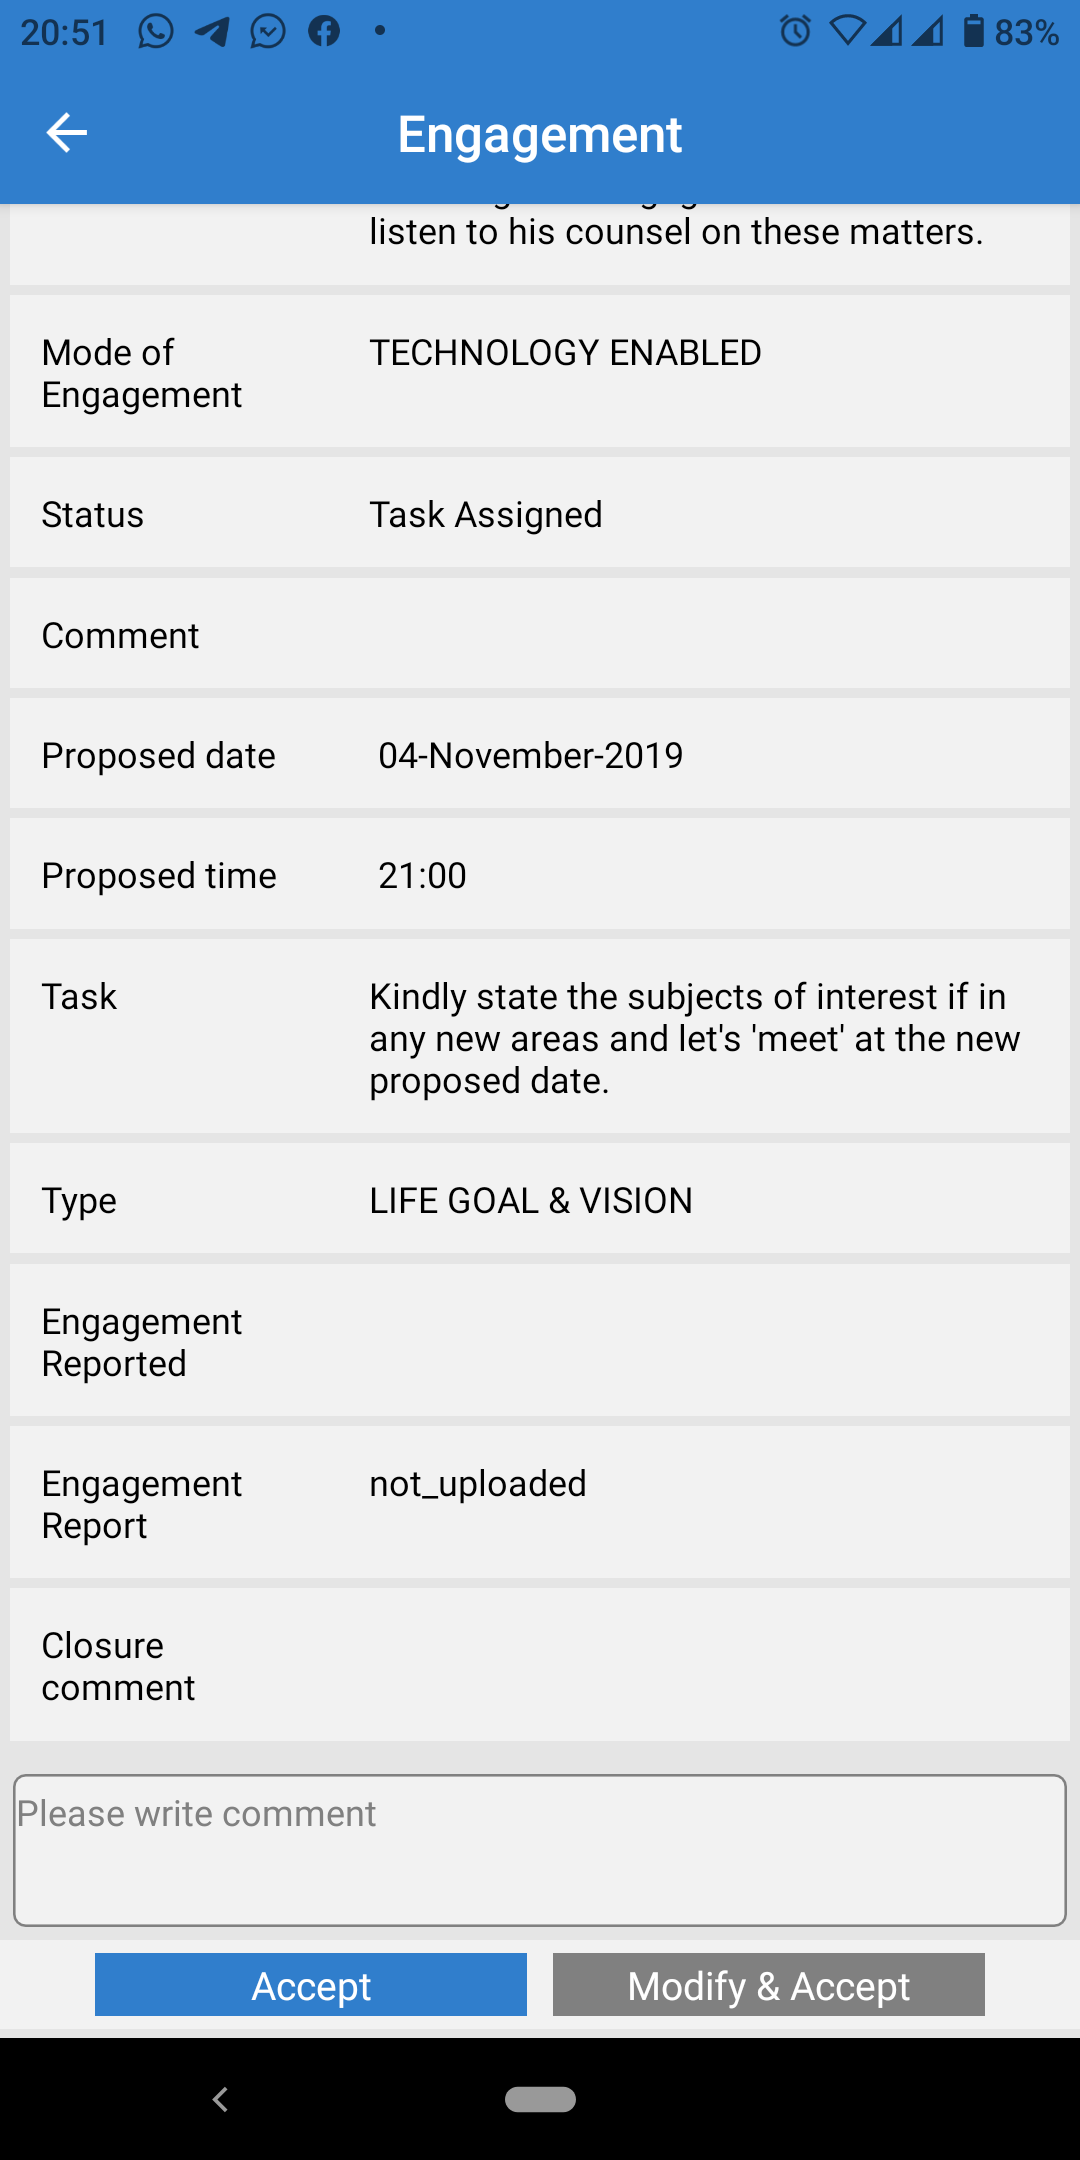 20:51
83%
Engagement
listen to his counsel on these matters.
Mode of
Engagement
TECHNOLOGY ENABLED
Status
Task Assigned
Comment
Proposed date
04-November-2019
Proposed time
21:00
Task
Kindly state the subjects of interest if in
any new areas and let's 'meet' at the new
proposed date.
Type
LIFE GOAL & VISION
Engagement
Reported
Engagement
Report
not_uploaded
Closure
comment
Please write comment
Accept
Modify & Accept